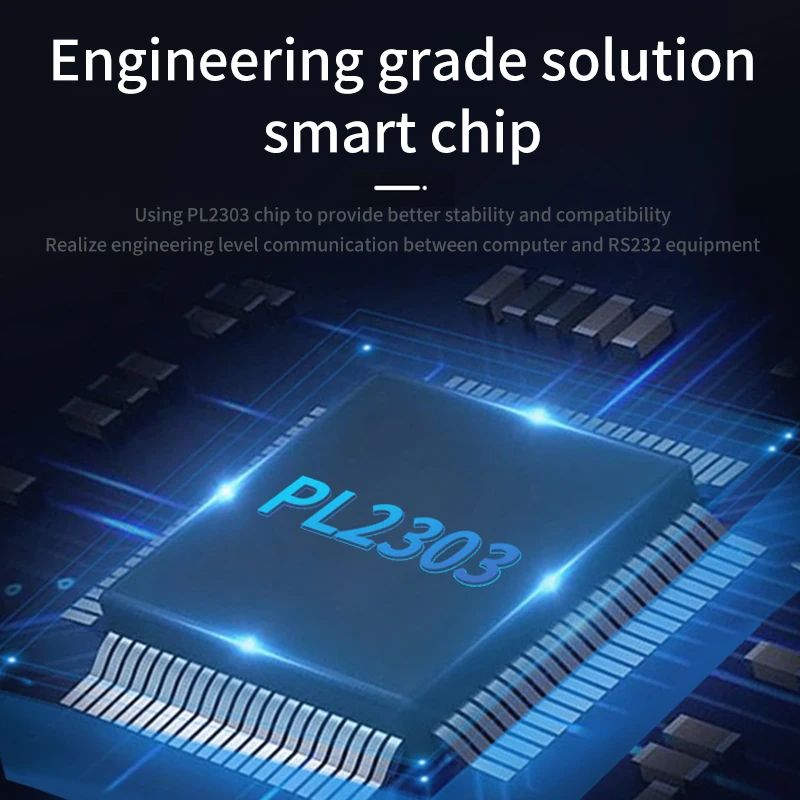 Engineering grade solution
smart chip
Using PL2303 chip to provide better stability and compatibility
Realize engineering level communication between computer and RS232 equipment
PL2303